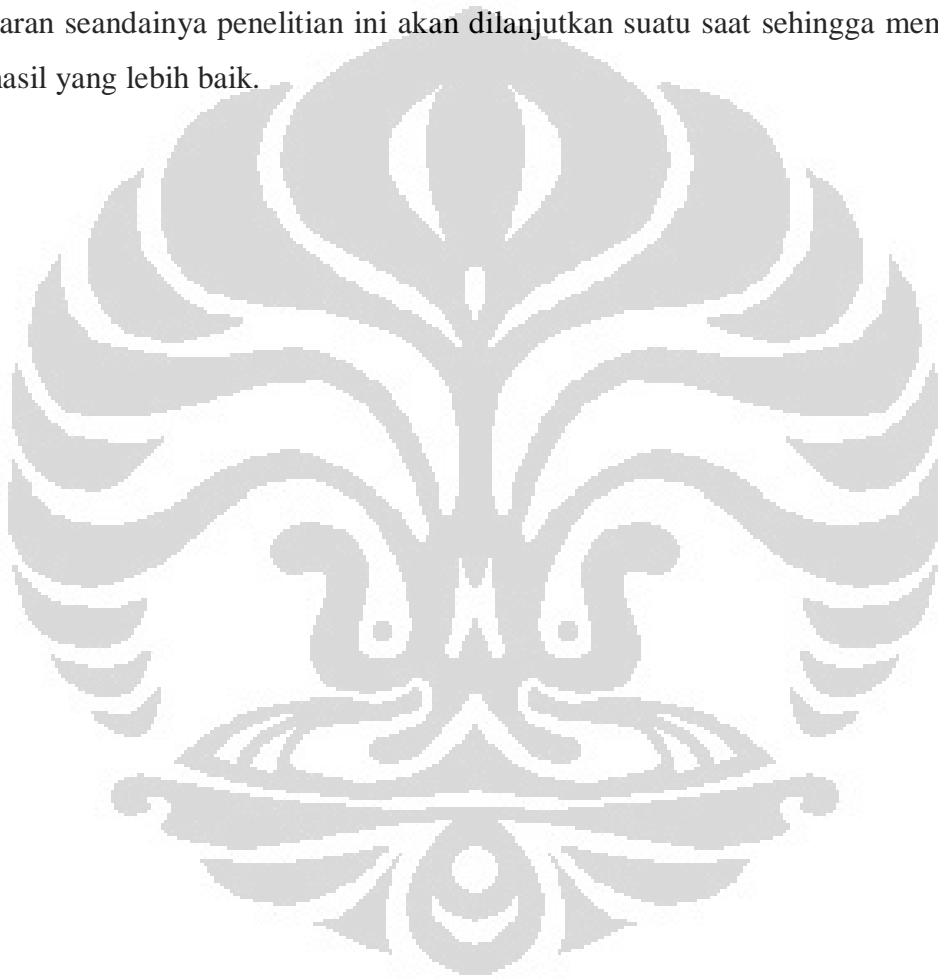 aran seandainya penelitian ini akan dilanjutkan suatu saat sehingga men
hasil yang lebih baik.